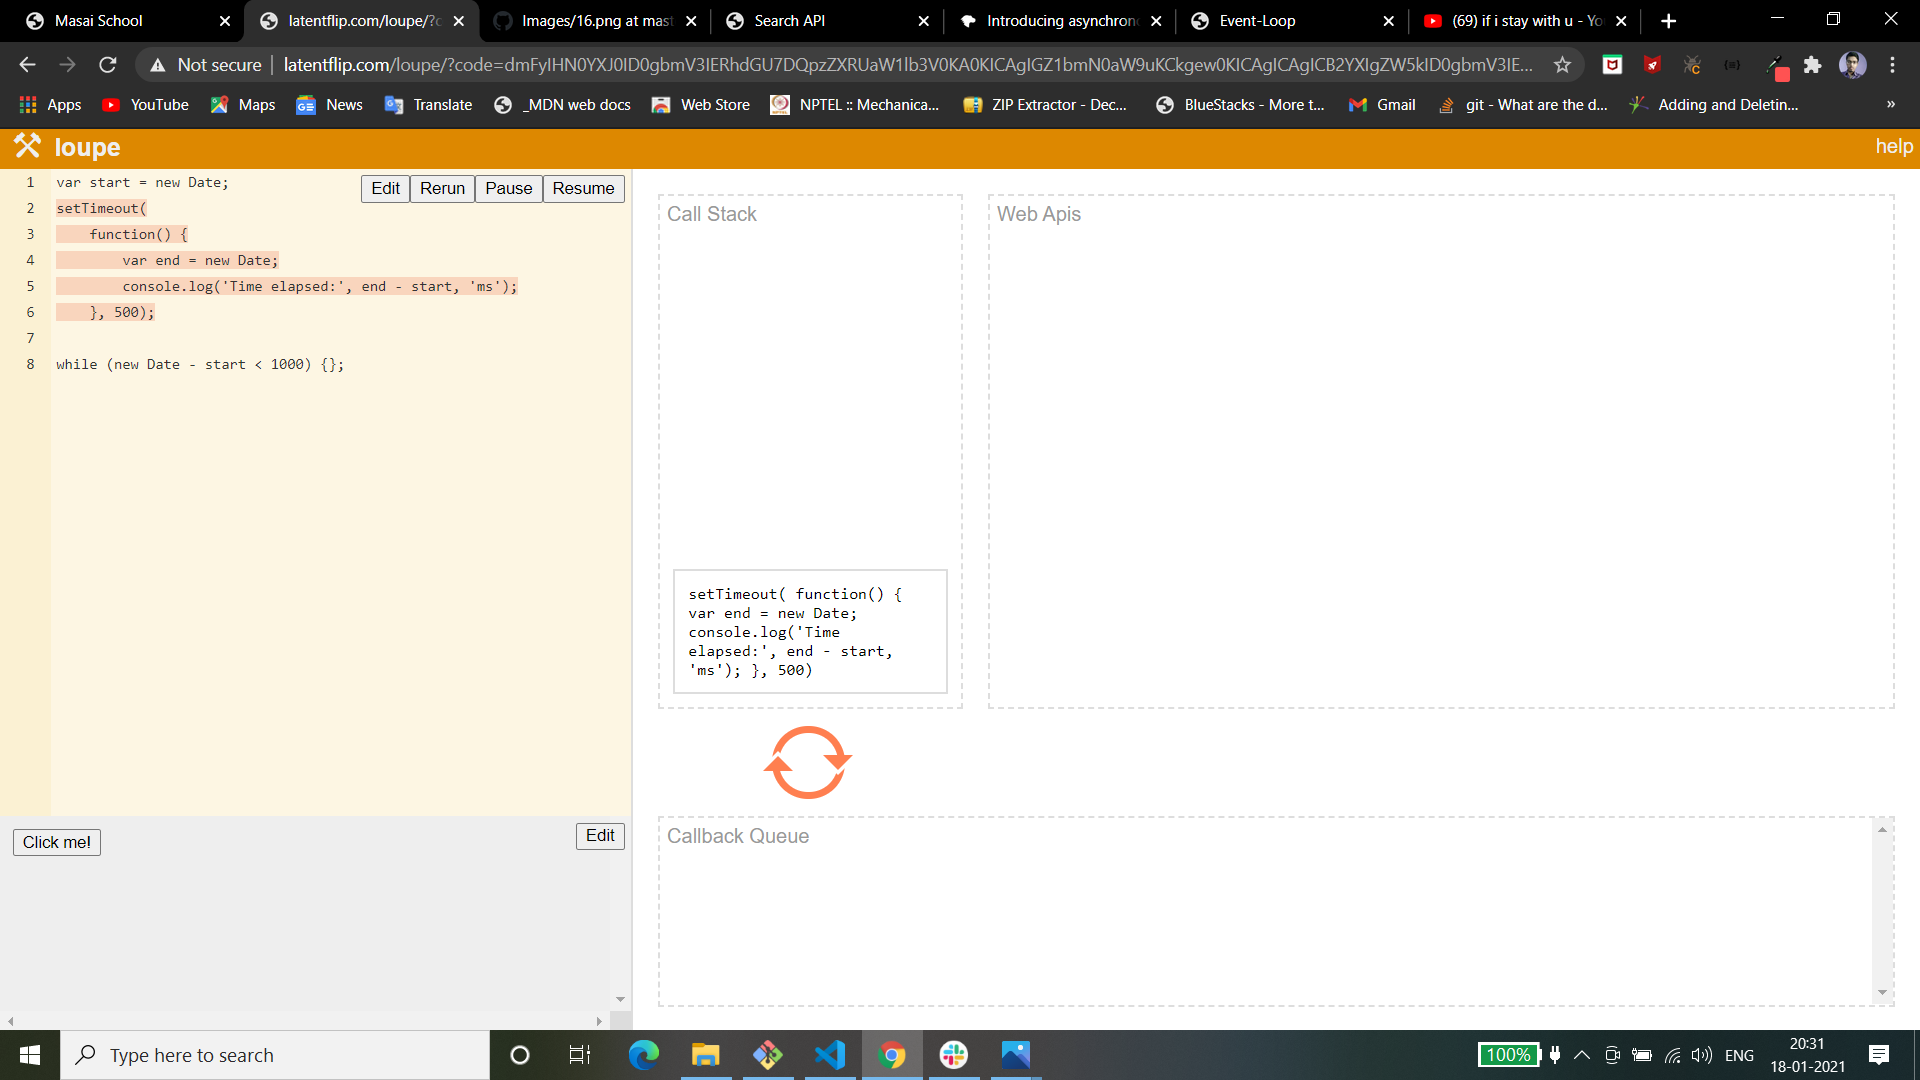 Masai School
latentflip.com/loupe/?c
Images/16.png at mast
Search API
Introducing asynchron
Event-Loop
(69) if i stay with u - Yo
Not secure
latentflip.com/loupe/?code=dmFyIHN0YXJ0ID0gbmV3IERhdGU7DQpzZXRUaW1lb3V0KA0KICAgIGZ1bmN0aW9uKCkgew0KICAgICAgICB2YXIgZW5kID0gbmV3IE...
Apps
YouTube
Maps
News
Translate
_MDN web docs
Web Store
NPTEL :: Mechanica...
ZIP Extractor - Dec...
BlueStacks - More t...
Gmail
git - What are the d...
Adding and Deletin...
»
loupe
help
Edit
Rerun
Pause
Resume
1 var start = new Date;
2 setTimeout(
3 function() {
4 var end = new Date;
5 console.log('Time elapsed:', end - start, 'ms');
6 }, 500);
7
8 while (new Date - start < 1000) {};
Call Stack
Web Apis
setTimeout( function() {
var end = new Date;
console.log('Time
elapsed:', end - start,
'ms'); }, 500)
Click me!
Edit
Callback Queue
Type here to search
100%
ENG
20:31
18-01-2021